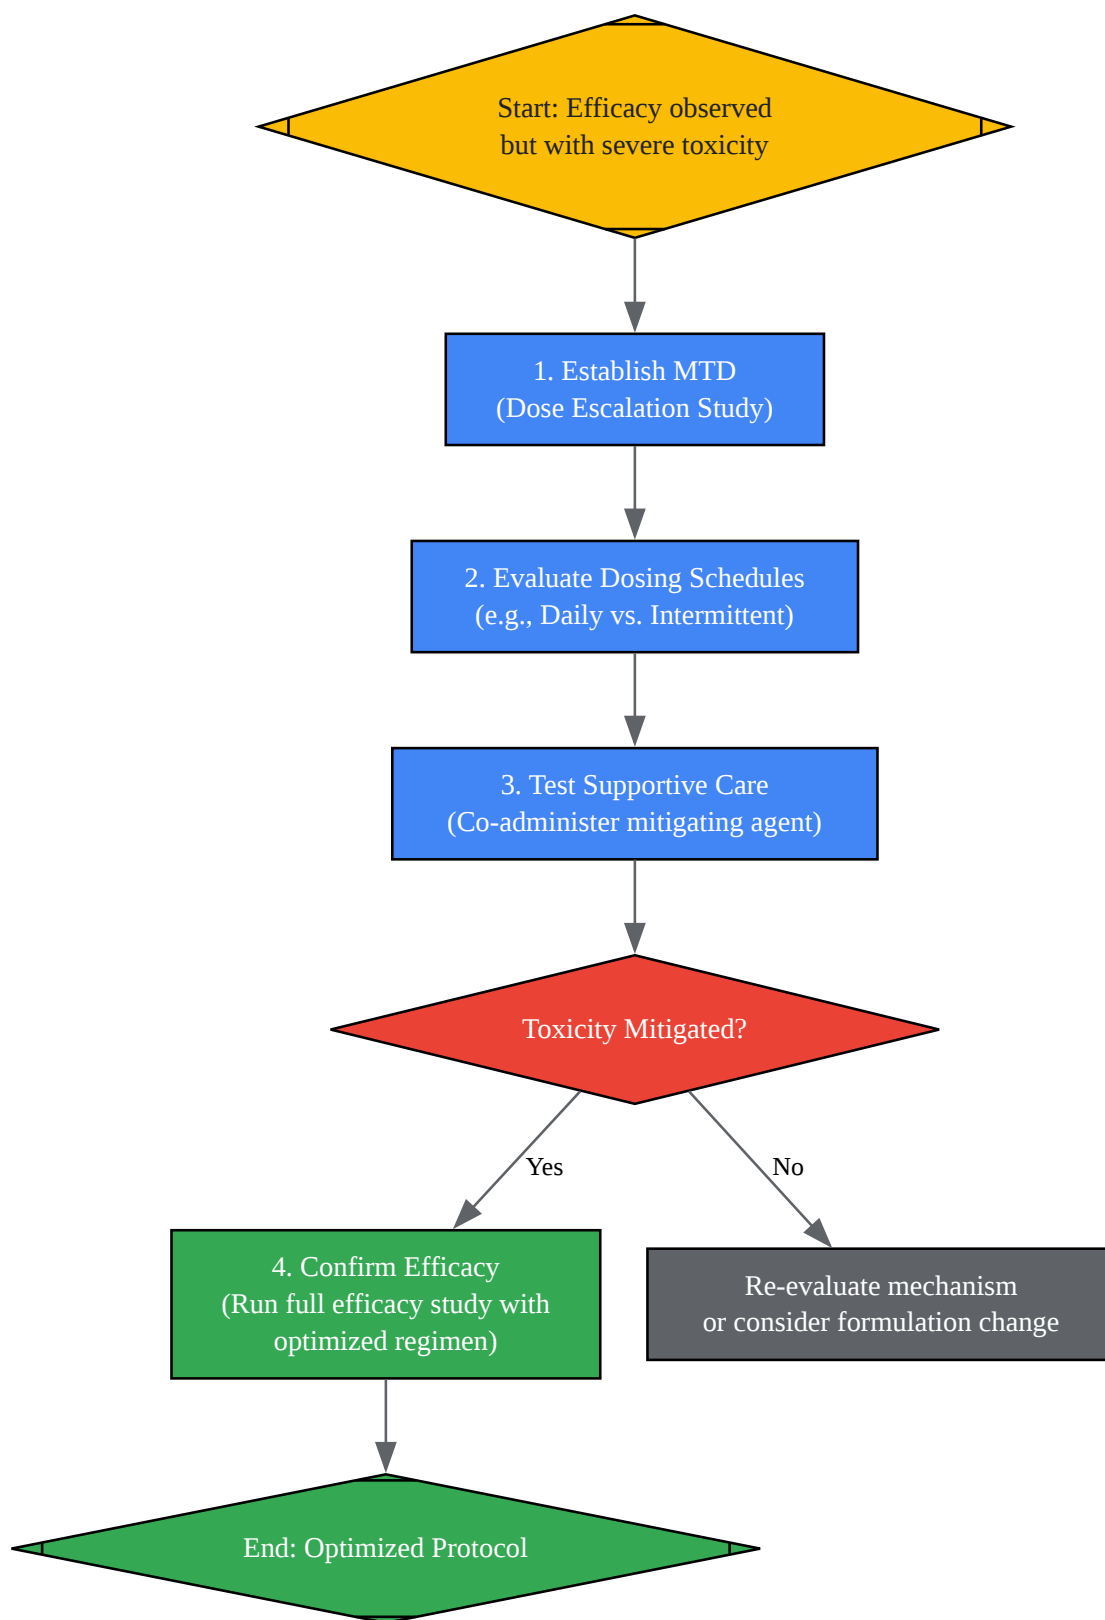 Start: Efficacy observed
but with severe toxicity
1. Establish MTD
(Dose Escalation Study)
2. Evaluate Dosing Schedules
(e.g., Daily vs. Intermittent)
3. Test Supportive Care
(Co-administer mitigating agent)
Toxicity Mitigated?
Yes
No
4. Confirm Efficacy
(Run full efficacy study with
optimized regimen)
Re-evaluate mechanism
or consider formulation change
End: Optimized Protocol